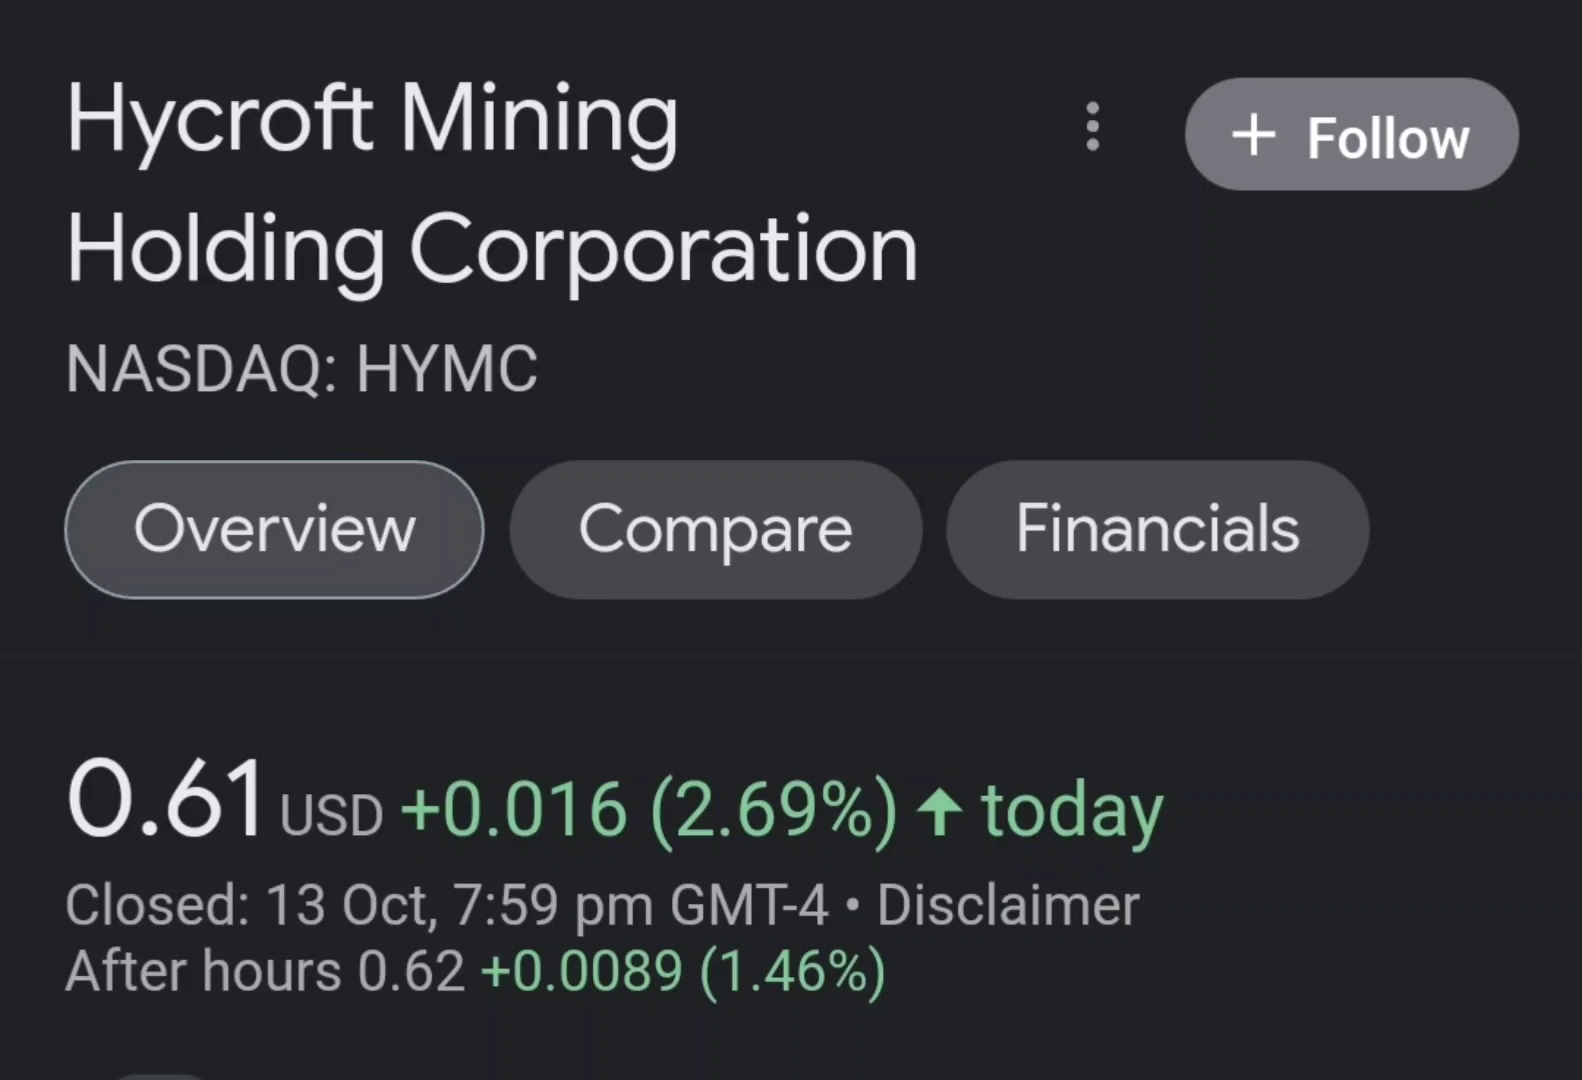 Hycroft Mining
Holding Corporation
+ Follow
NASDAQ: HYMC
Overview
Compare
Financials
0.61 USD +0.016 (2.69%) ↑ today
Closed: 13 Oct, 7:59 pm GMT-4 • Disclaimer
After hours 0.62 +0.0089 (1.46%)